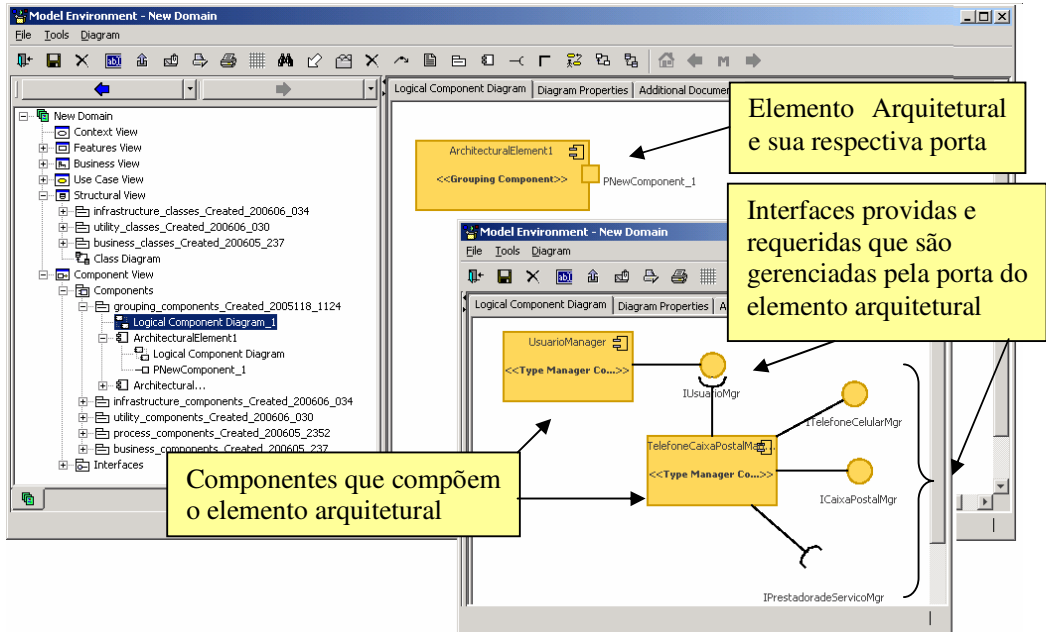 Model Environment - New Domain
File Tools Diagram
ab|
M
Logical Component Diagram Diagram Properties Additional Documen
New Domain
Context View
Features View
Business View
Use Case View
Structural View
infrastructure_classes_Created_200606_034
utility_classes_Created_200606_030
business_classes_Created_200605_237
Class Diagram
Component View
Components
grouping_components_Created_2005118_1124
Logical Component Diagram_1
ArchitecturalElement1
Logical Component Diagram
PNewComponent_1
Architectural...
infrastructure_components_Created_200606_034
utility_components_Created_200606_030
process_components_Created_200605_2352
business_components_Created_200605_237
Interfaces
ArchitecturalElement1
<<Grouping Component>>
PNewComponent_1
Elemento Arquitetural
e sua respectiva porta
Model Environment - New Domain
File Tools Diagram
ab|
Logical Component Diagram Diagram Properties A
Interfaces providas e
requeridas que são
gerenciadas pela porta do
elemento arquitetural
UsuarioManager
<<Type Manager Co...>>
IUsuarioMgr
ITelefoneCelularMgr
TelefoneCaixaPostalMan...
<<Type Manager Co...>>
ICaixaPostalMgr
IPrestadoradeServicoMgr
Componentes que compõem
o elemento arquitetural